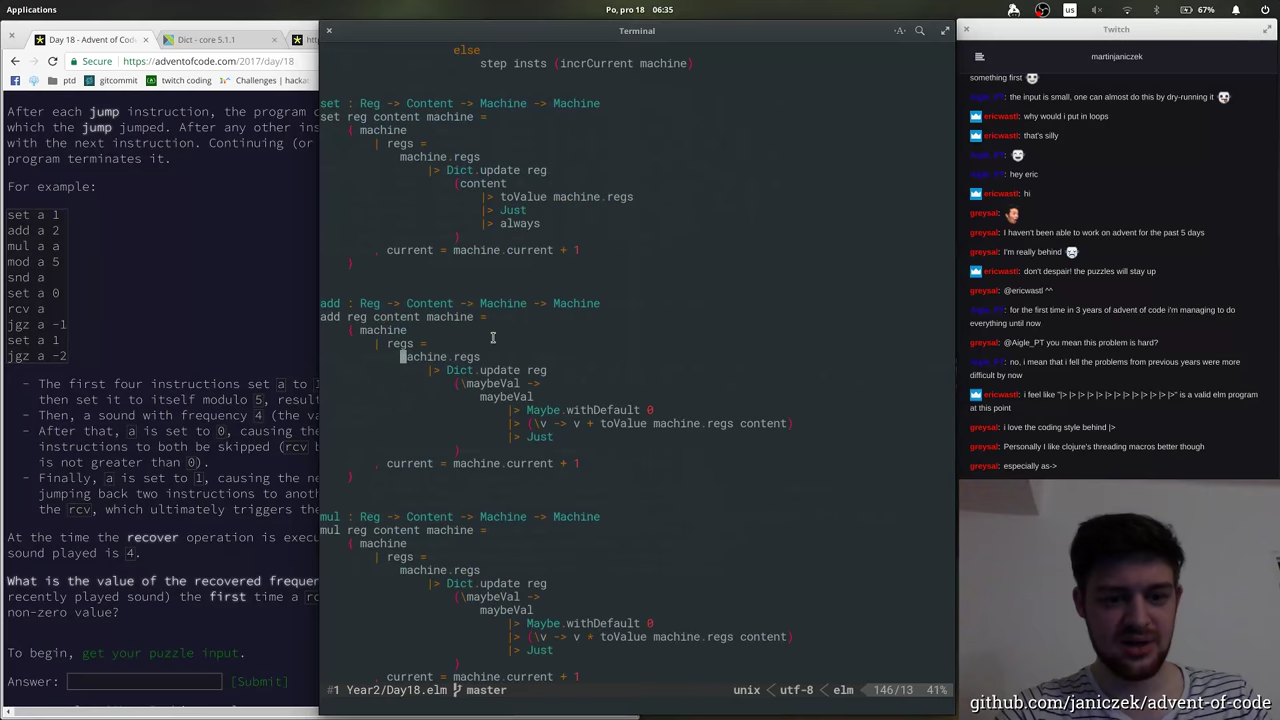 Applications
Po, pro 18 06:35
us
67%
Day 18 - Advent of Cod
Dict - core 5.1.1
Secure
https://adventofcode.com/2017/day/18
ptd
gitcommit
twitch coding
Challenges | hackat
After each jump instruction, the program c
which the jump jumped. After any other ins
with the next instruction. Continuing (or
program terminates it.
For example:
set a 1
add a 2
mul a a
mod a 5
snd a
set a 0
rcv a
jgz a -1
set a 1
jgz a -2
- The first four instructions set a to 1
then set it to itself modulo 5, result
- Then, a sound with frequency 4 (the va
- After that, a is set to 0, causing the
instructions to both be skipped (rcv b
is not greater than 0).
- Finally, a is set to 1, causing the ne
jumping back two instructions to anoth
the rcv, which ultimately triggers the
At the time the recover operation is execu
sound played is 4.
What is the value of the recovered frequen
recently played sound) the first time a rc
non-zero value?
To begin, get your puzzle input.
Answer:
[Submit]
Terminal
else
step insts (incrCurrent machine)
set : Reg -> Content -> Machine -> Machine
set reg content machine =
{ machine
| regs =
machine.regs
|> Dict.update reg
(content
|> toValue machine.regs
|> Just
|> always
)
, current = machine.current + 1
}
add : Reg -> Content -> Machine -> Machine
add reg content machine =
{ machine
| regs =
machine.regs
|> Dict.update reg
(\maybeVal ->
maybeVal
|> Maybe.withDefault 0
|> (\v -> v + toValue machine.regs content)
|> Just
)
, current = machine.current + 1
}
mul : Reg -> Content -> Machine -> Machine
mul reg content machine =
{ machine
| regs =
machine.regs
|> Dict.update reg
(\maybeVal ->
maybeVal
|> Maybe.withDefault 0
|> (\v -> v * toValue machine.regs content)
|> Just
)
, current = machine.current + 1
#1 Year2/Day18.elm master
unix < utf-8 < elm 146/13 41%
Twitch
martinjaniczek
something first
Aigle_PT: the input is small, one can almost do this by dry-running it
ericwastl: why would i put in loops
ericwastl: that's silly
Aigle_PT:
Aigle_PT: hey eric
ericwastl: hi
greysal:
greysal: I haven't been able to work on advent for the past 5 days
greysal: I'm really behind
ericwastl: don't despair! the puzzles will stay up
greysal: @ericwastl ^^
Aigle_PT: for the first time in 3 years of advent of code i'm managing to do
everything until now
greysal: @Aigle_PT you mean this problem is hard?
Aigle_PT: no, i mean that i fell the problems from previous years were more
difficult by now
ericwastl: i feel like "|> |> |> |> |> |> |> |> |> |> |> |>" is a valid elm program
at this point
greysal: i love the coding style behind |>
greysal: Personally I like clojure's threading macros better though
greysal: especially as->
github.com/janiczek/advent-of-code